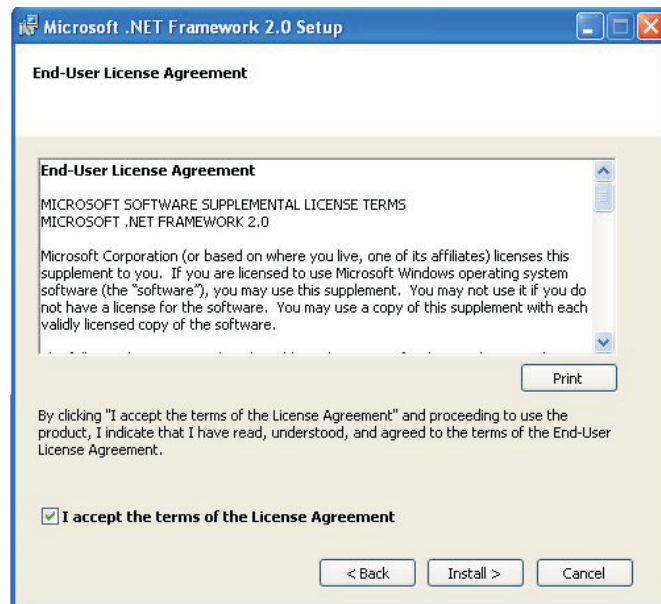 Microsoft .NET Framework 2.0 Setup
End-User License Agreement
End-User License Agreement
MICROSOFT SOFTWARE SUPPLEMENTAL LICENSE TERMS
MICROSOFT .NET FRAMEWORK 2.0
Microsoft Corporation (or based on where you live, one of its affiliates) licenses this
supplement to you.  If you are licensed to use Microsoft Windows operating system
software (the “software”), you may use this supplement.  You may not use it if you do
not have a license for the software.  You may use a copy of this supplement with each
validly licensed copy of the software.
Print
By clicking "I accept the terms of the License Agreement" and proceeding to use the
product, I indicate that I have read, understood, and agreed to the terms of the End-User
License Agreement.
I accept the terms of the License Agreement
< Back Install > Cancel